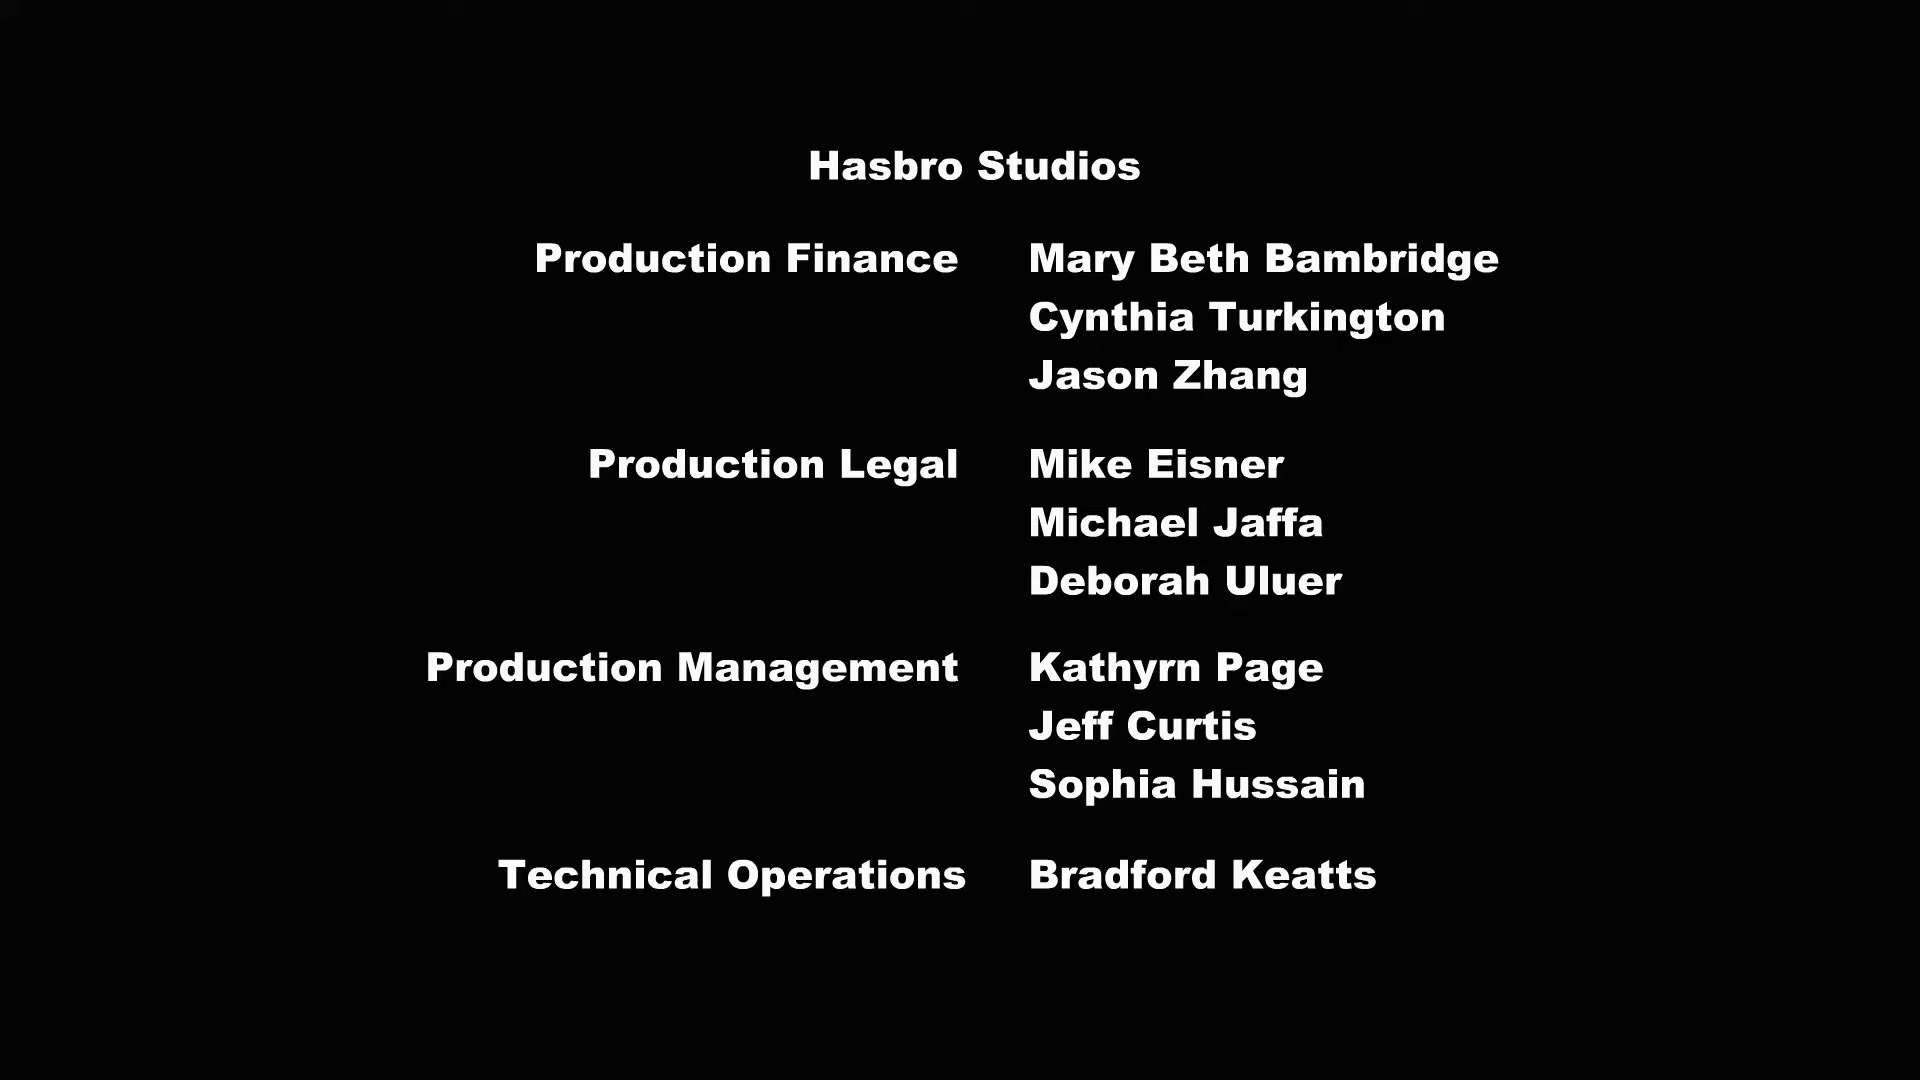 Hasbro Studios
Production Finance Mary Beth Bambridge
Cynthia Turkington
Jason Zhang
Production Legal Mike Eisner
Michael Jaffa
Deborah Uluer
Production Management Kathyrn Page
Jeff Curtis
Sophia Hussain
Technical Operations Bradford Keatts